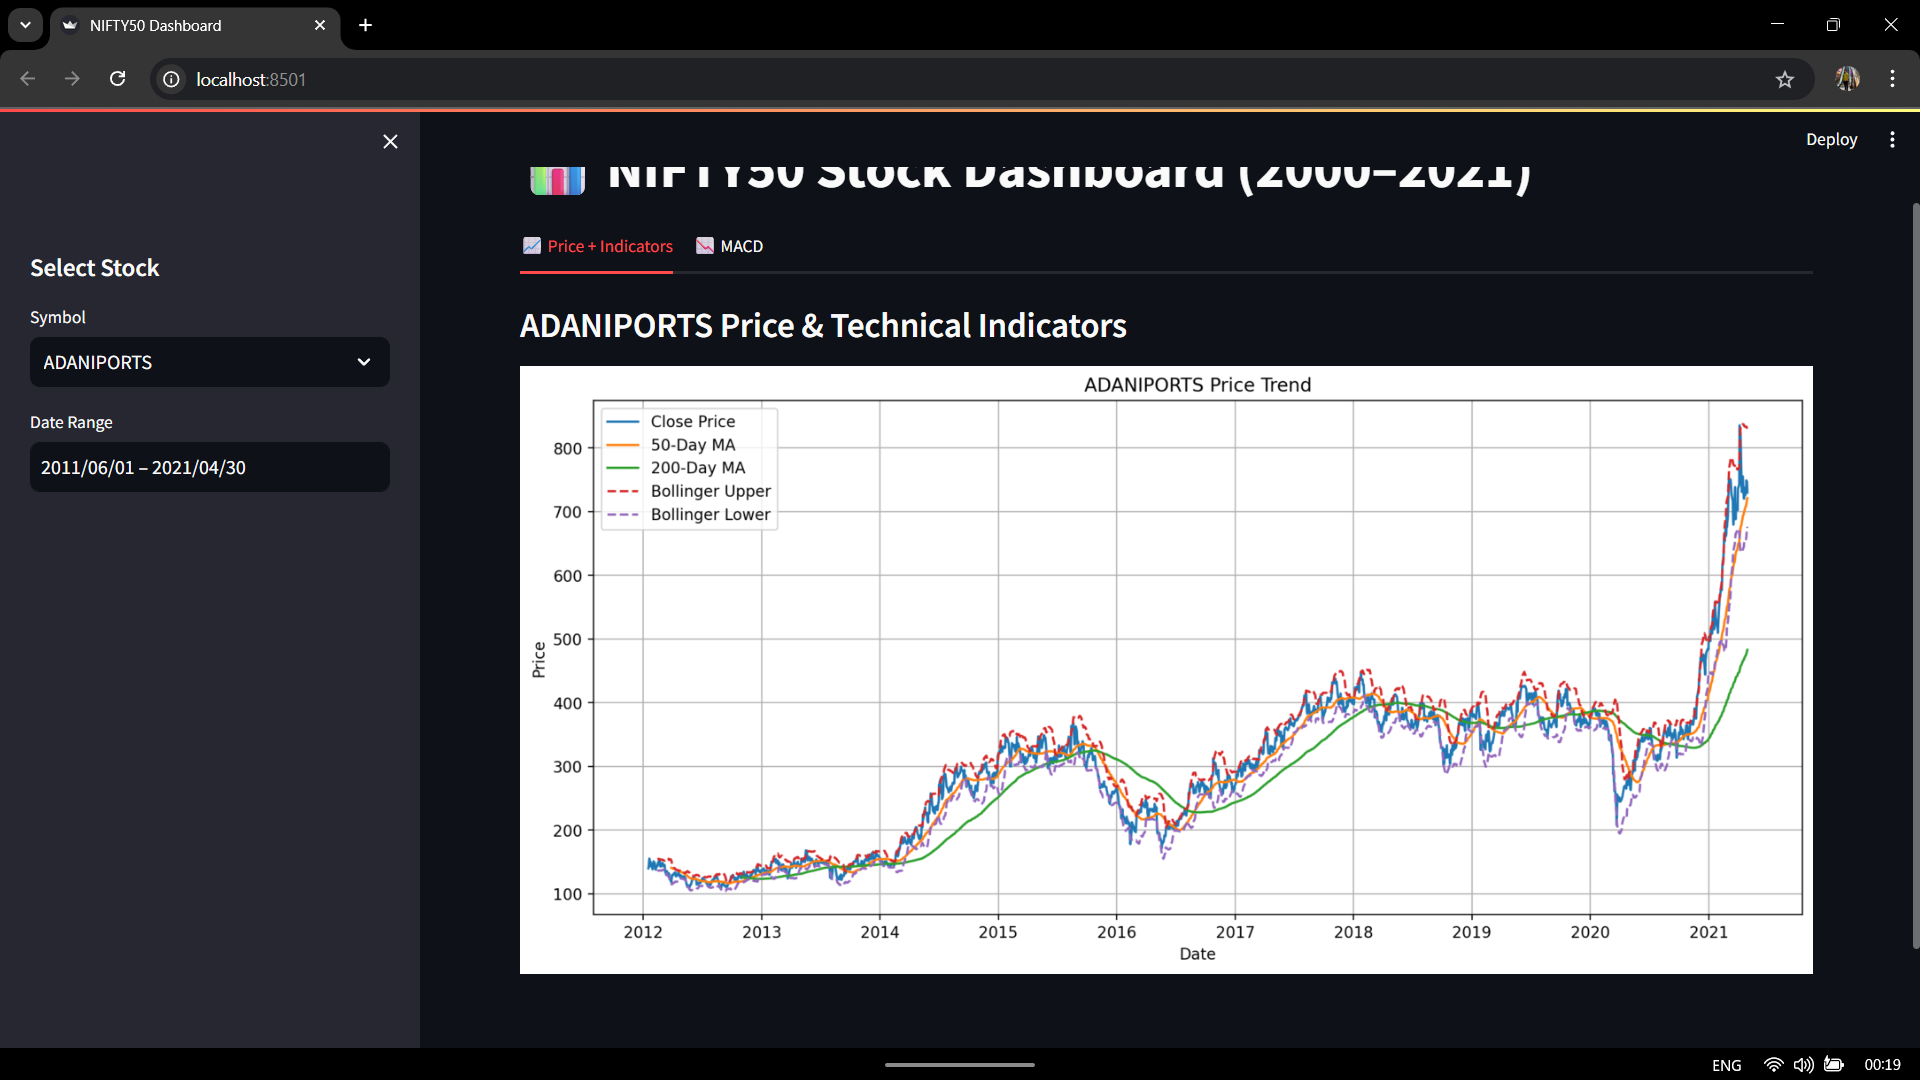 NIFTY50 Dashboard
localhost:8501
Deploy
NIFTY50 Stock Dashboard (2000–2021)
Price + Indicators
MACD
Select Stock
Symbol
ADANIPORTS
Date Range
2011/06/01 – 2021/04/30
ADANIPORTS Price & Technical Indicators
ADANIPORTS Price Trend
Close Price
50-Day MA
200-Day MA
Bollinger Upper
Bollinger Lower
800
700
600
500
400
300
200
100
Price
2012 2013 2014 2015 2016 2017 2018 2019 2020 2021
Date
ENG 00:19